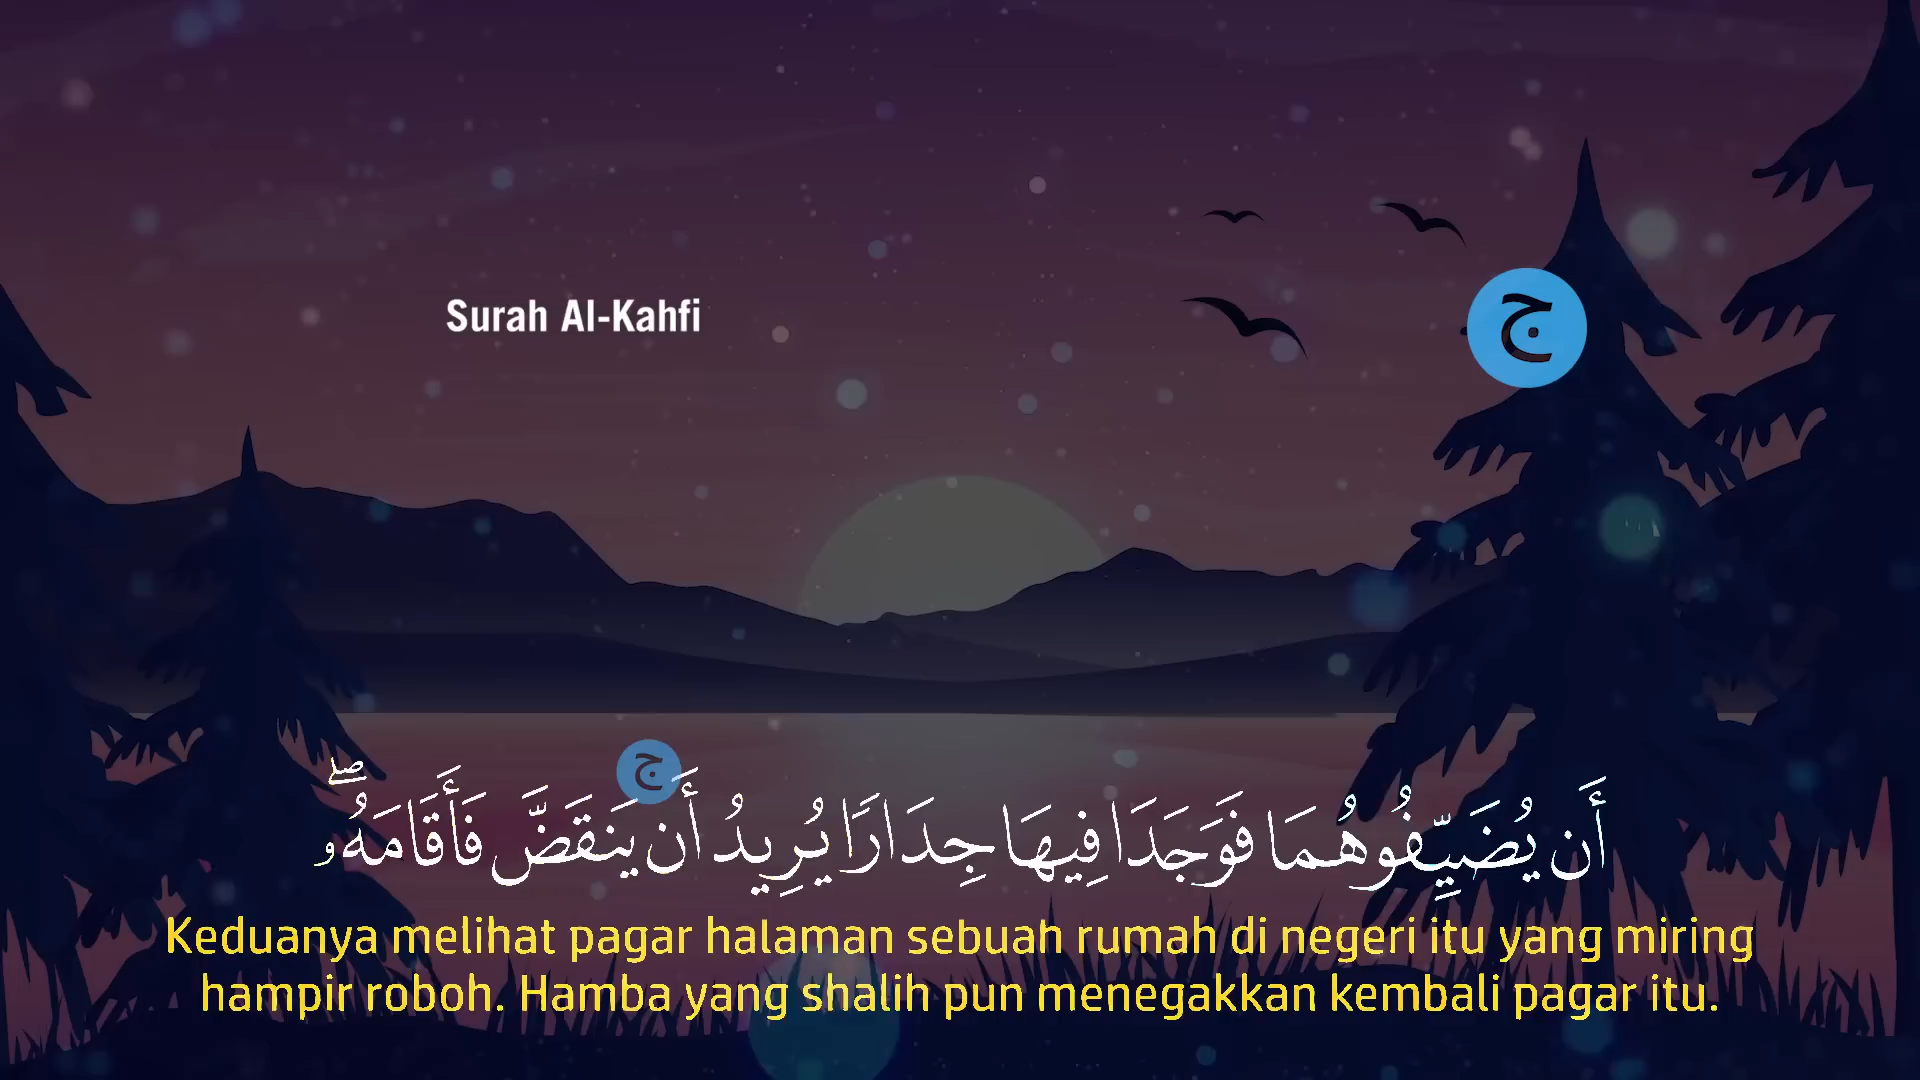 Surah Al-Kahfi
ج
ج
أَن يُضَيِّفُوهُمَا فَوَجَدَا فِيهَا جِدَارًا يُرِيدُ أَن يَنقَضَّ فَأَقَامَهُۥ ۖ
Keduanya melihat pagar halaman sebuah rumah di negeri itu yang miring
hampir roboh. Hamba yang shalih pun menegakkan kembali pagar itu.